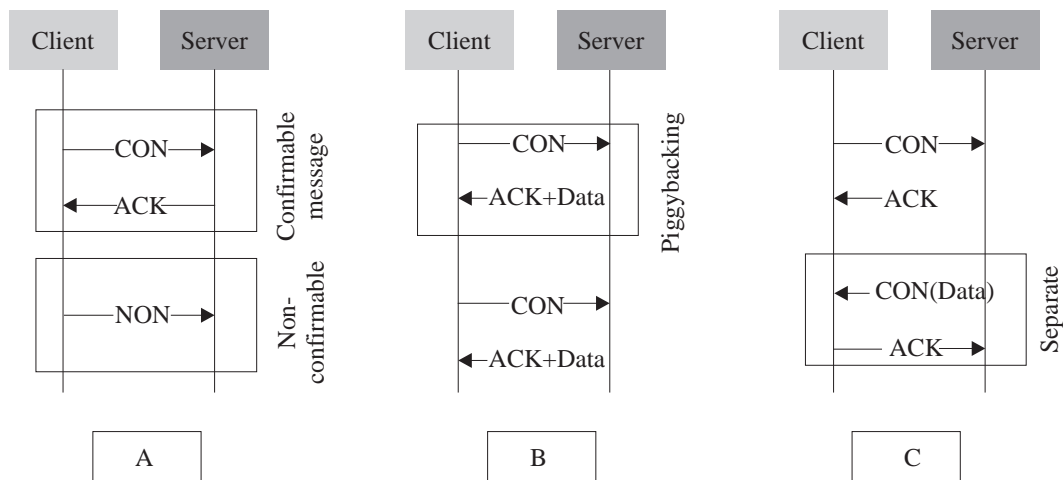 Client
Server
CON
ACK
Confirmable
message
NON
Non-
confirmable
A
Client
Server
CON
ACK+Data
Piggybacking
CON
ACK+Data
B
Client
Server
CON
ACK
CON(Data)
ACK
Separate
C